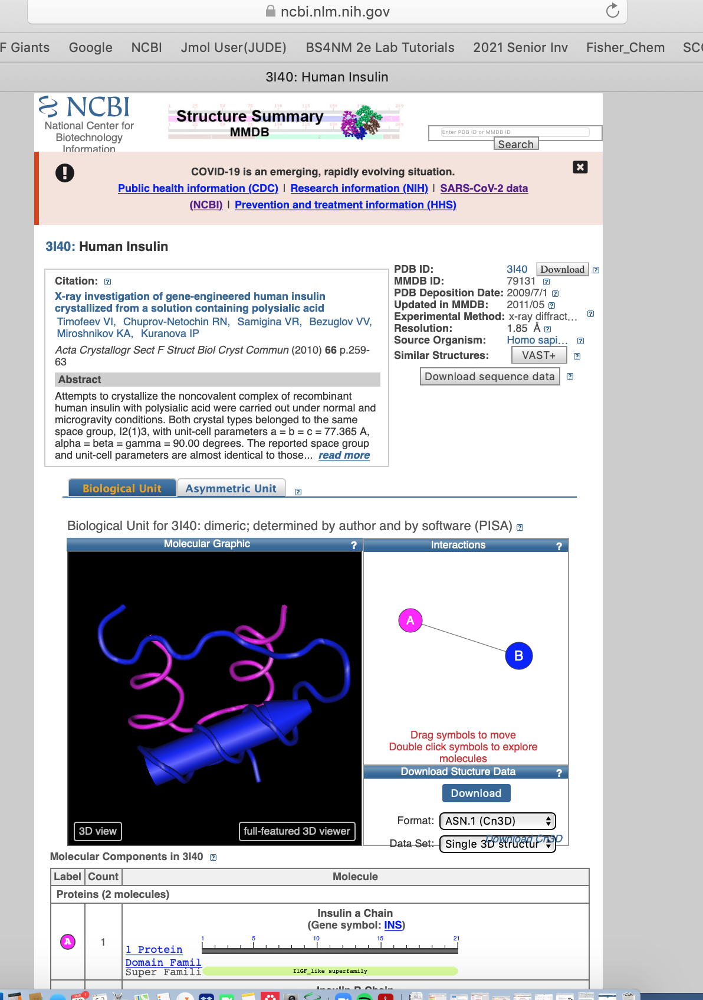 ncbi.nlm.nih.gov
F Giants Google NCBI Jmol User(JUDE) BS4NM 2e Lab Tutorials 2021 Senior Inv Fisher_Chem SC
3I40: Human Insulin
NCBI
National Center for
Biotechnology
Information
Structure Summary
MMDB
Enter PDB ID or MMDB ID
Search
COVID-19 is an emerging, rapidly evolving situation.
Public health information (CDC) | Research information (NIH) | SARS-CoV-2 data
(NCBI) | Prevention and treatment information (HHS)
3I40: Human Insulin
Citation: ?
X-ray investigation of gene-engineered human insulin
crystallized from a solution containing polysialic acid
Timofeev VI, Chuprov-Netochin RN, Samigina VR, Bezuglov VV,
Miroshnikov KA, Kuranova IP
Acta Crystallogr Sect F Struct Biol Cryst Commun (2010) 66 p.259-
63
Abstract
Attempts to crystallize the noncovalent complex of recombinant
human insulin with polysialic acid were carried out under normal and
microgravity conditions. Both crystal types belonged to the same
space group, I2(1)3, with unit-cell parameters a = b = c = 77.365 A,
alpha = beta = gamma = 90.00 degrees. The reported space group
and unit-cell parameters are almost identical to those... read more
PDB ID: 3I40 Download ?
MMDB ID: 79131 ?
PDB Deposition Date: 2009/7/1 ?
Updated in MMDB: 2011/05 ?
Experimental Method: x-ray diffract... ?
Resolution: 1.85 Å ?
Source Organism: Homo sapi... ?
Similar Structures: VAST+ ?
Download sequence data ?
Biological Unit Asymmetric Unit ?
Biological Unit for 3I40: dimeric; determined by author and by software (PISA) ?
Molecular Graphic ?
3D view
full-featured 3D viewer
Interactions ?
A
B
Drag symbols to move
Double click symbols to explore
molecules
Download Stucture Data ?
Download
Format: ASN.1 (Cn3D)
Download Cn3D
Data Set: Single 3D structur
Molecular Components in 3I40 ?
Label Count Molecule
Proteins (2 molecules)
A 1
Insulin a Chain
(Gene symbol: INS)
1 5 10 15 21
1 Protein
Domain Famil
Super Famili
IlGF_like superfamily
Insulin B Chain